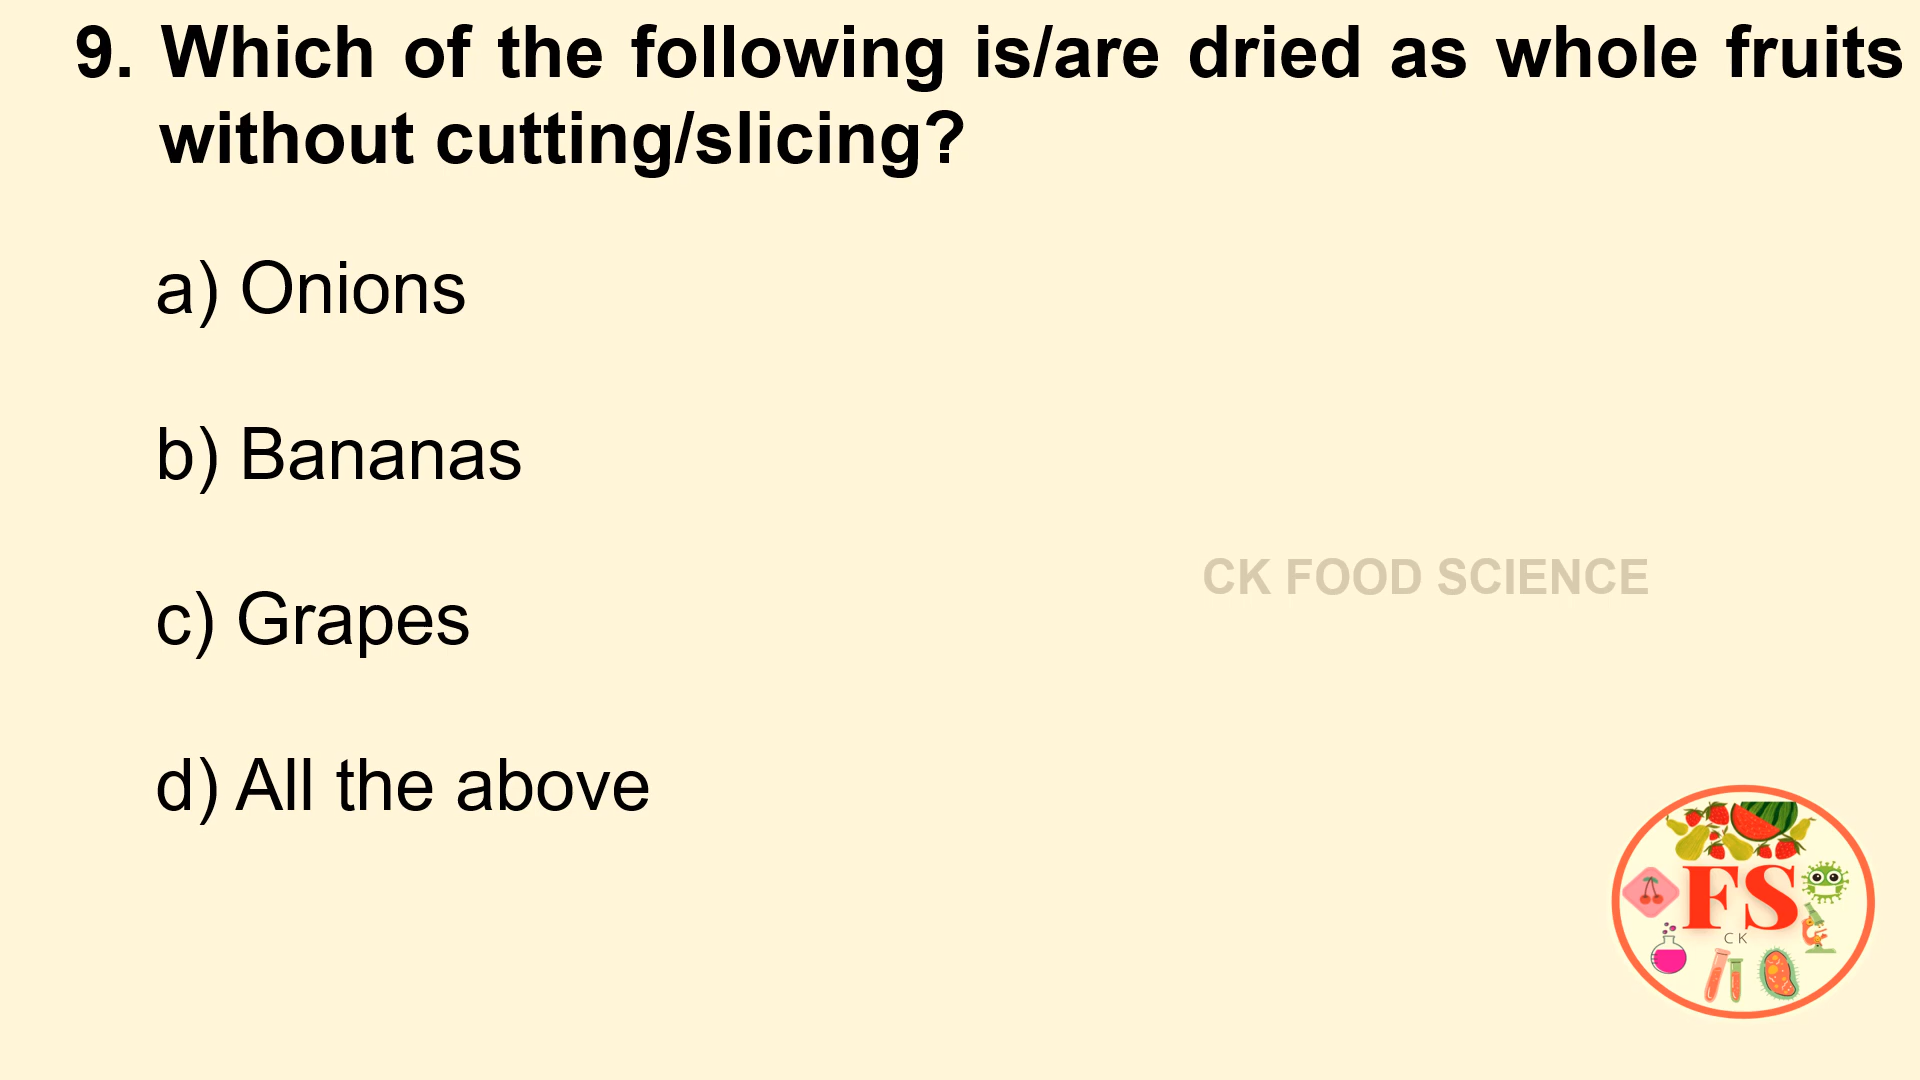 9. Which of the following is/are dried as whole fruits
without cutting/slicing?
a) Onions
b) Bananas
CK FOOD SCIENCE
c) Grapes
d) All the above
FS
CK